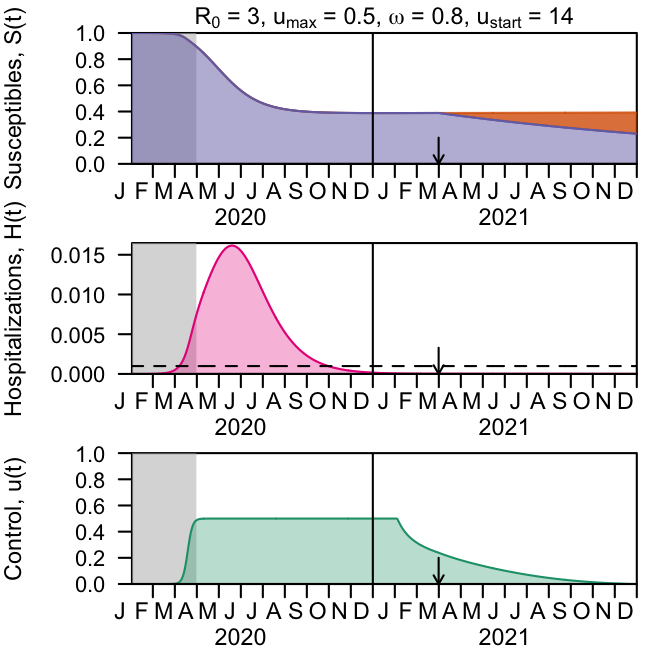 R₀ = 3, uₘₐₓ = 0.5, ω = 0.8, uₛₜₐᵣₜ = 14
Susceptibles, S(t)
1.0
0.8
0.6
0.4
0.2
0.0
J F M A M J J A S O N D J F M A M J J A S O N D
2020 2021
Hospitalizations, H(t)
0.015
0.010
0.005
0.000
J F M A M J J A S O N D J F M A M J J A S O N D
2020 2021
Control, u(t)
1.0
0.8
0.6
0.4
0.2
0.0
J F M A M J J A S O N D J F M A M J J A S O N D
2020 2021